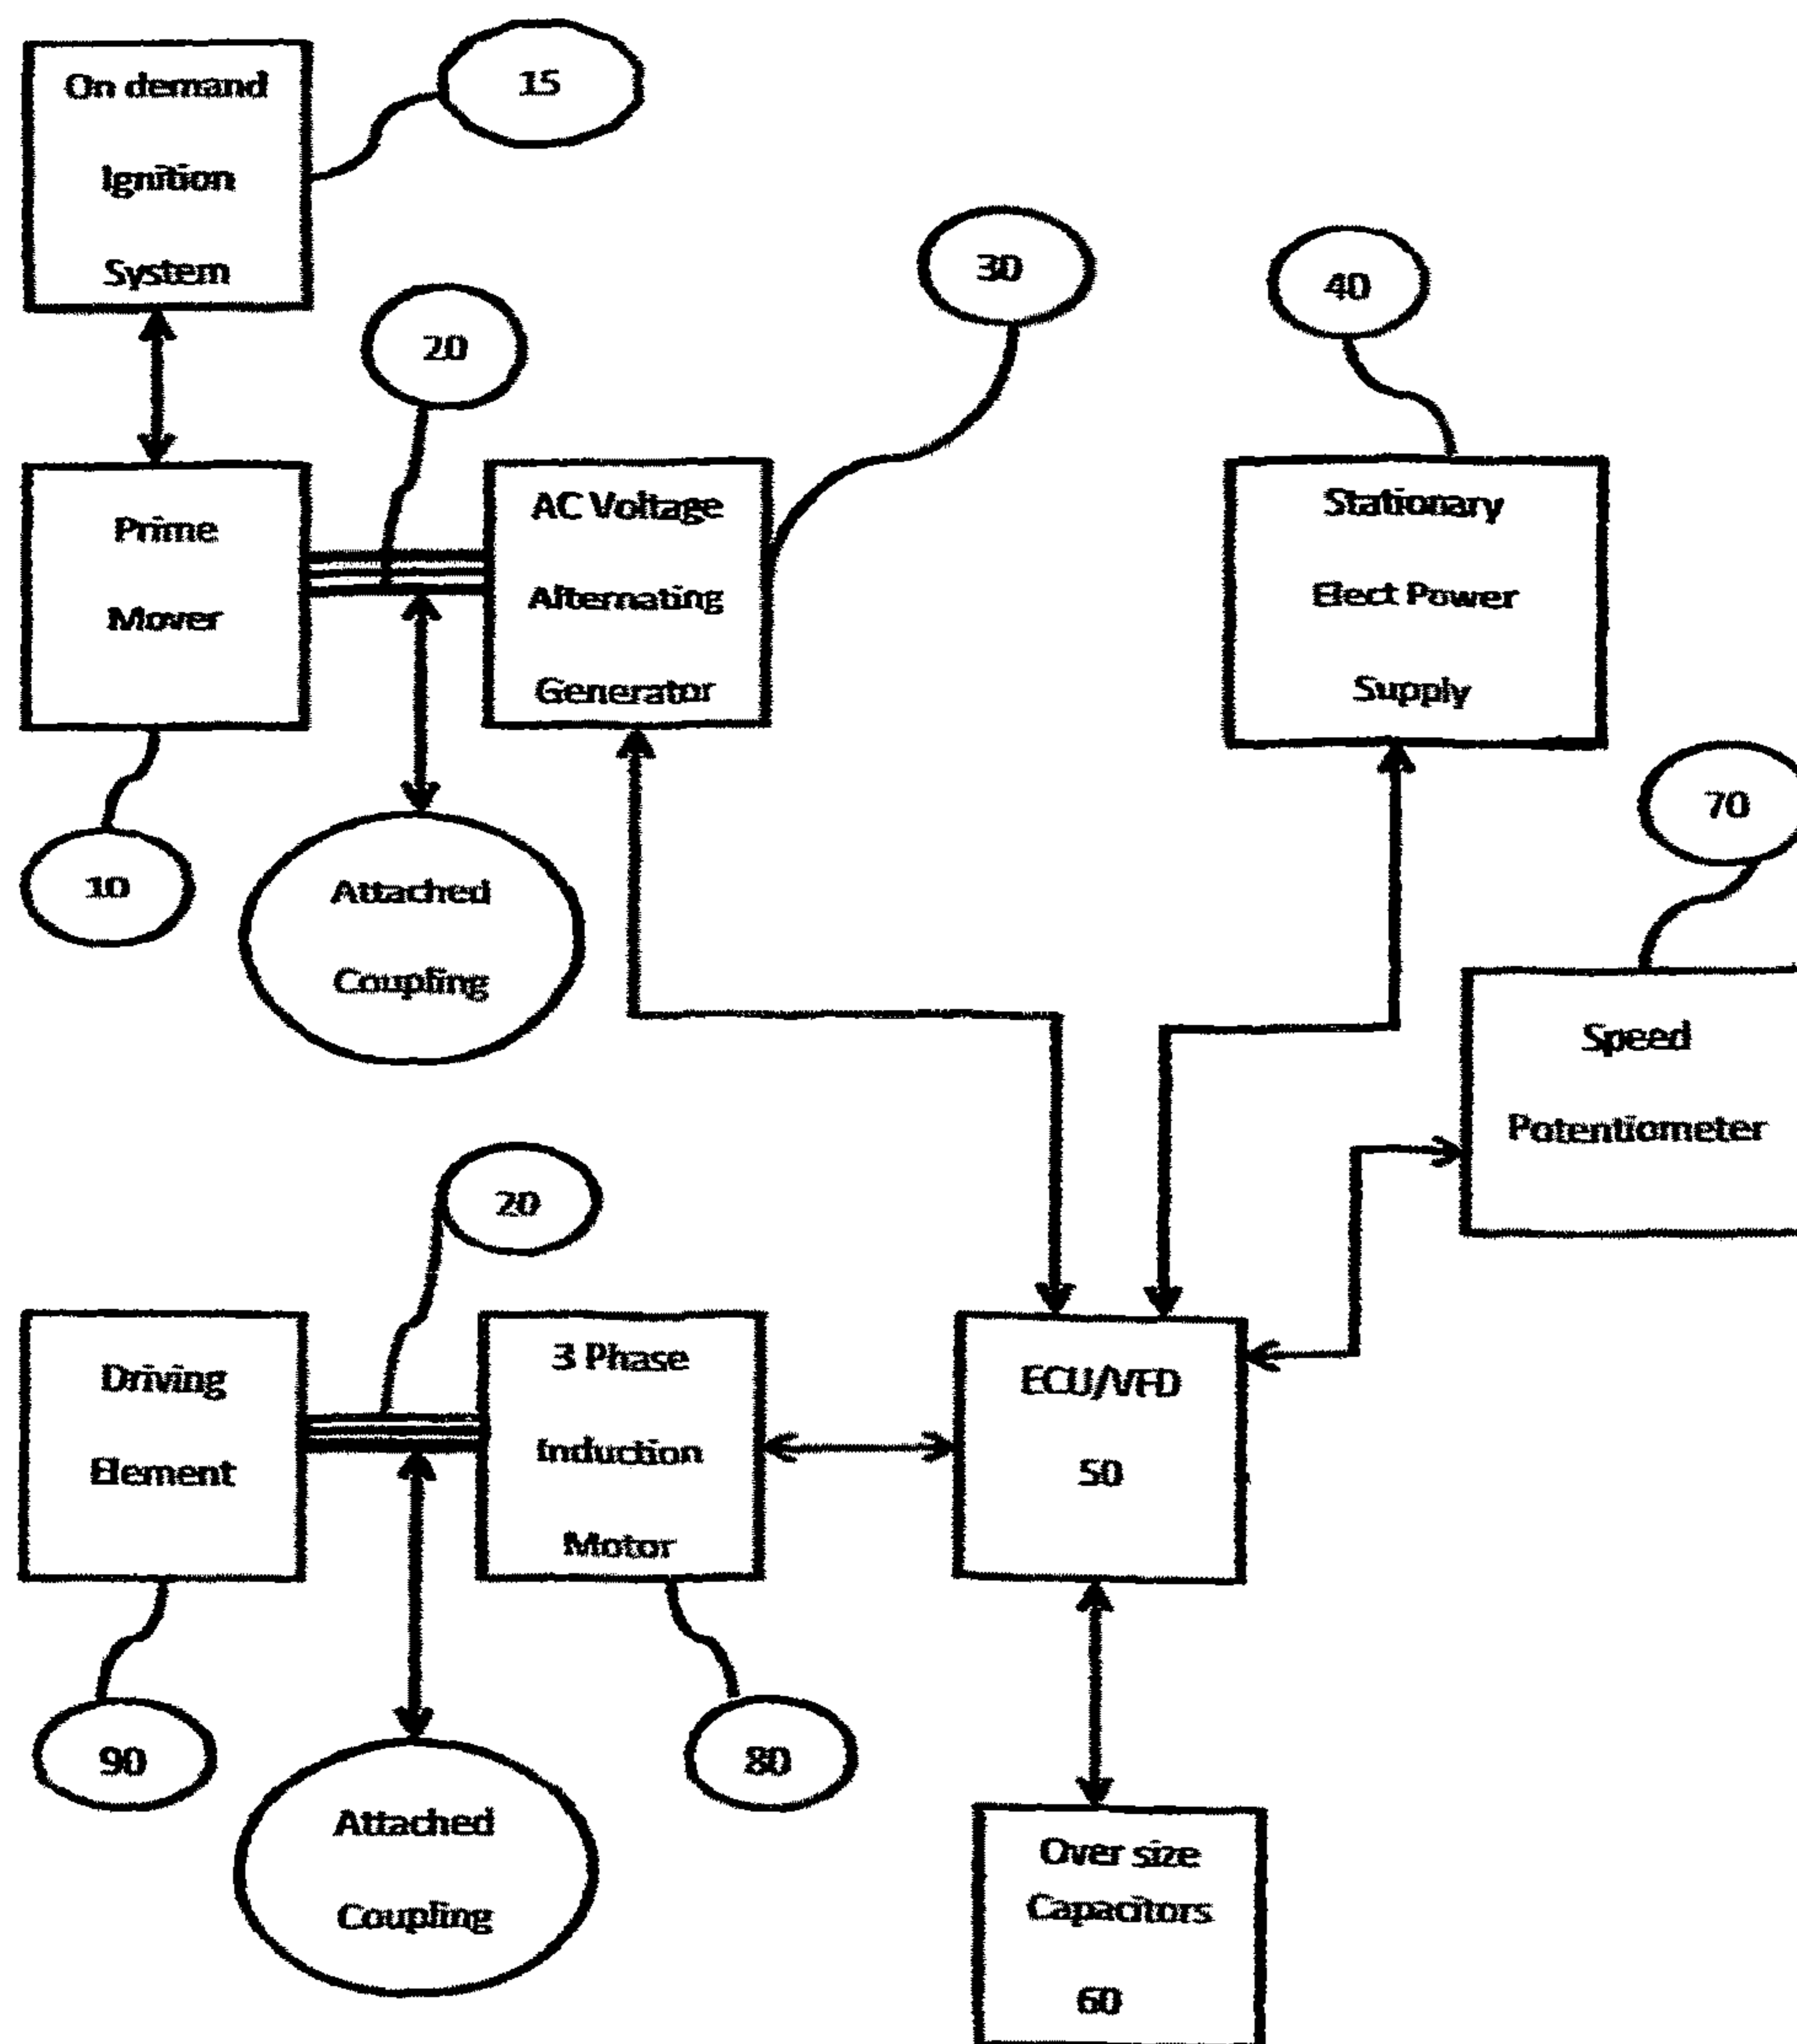 On demand
Ignition
System
15
20
30
40
Prime
Mover
AC Voltage
Alternating
Generator
Stationary
Elect Power
Supply
70
10
Attached
Coupling
Speed
Potentiometer
20
Driving
Element
3 Phase
Induction
Motor
ECU/VFD
50
90
80
Attached
Coupling
Over size
Capacitors
60